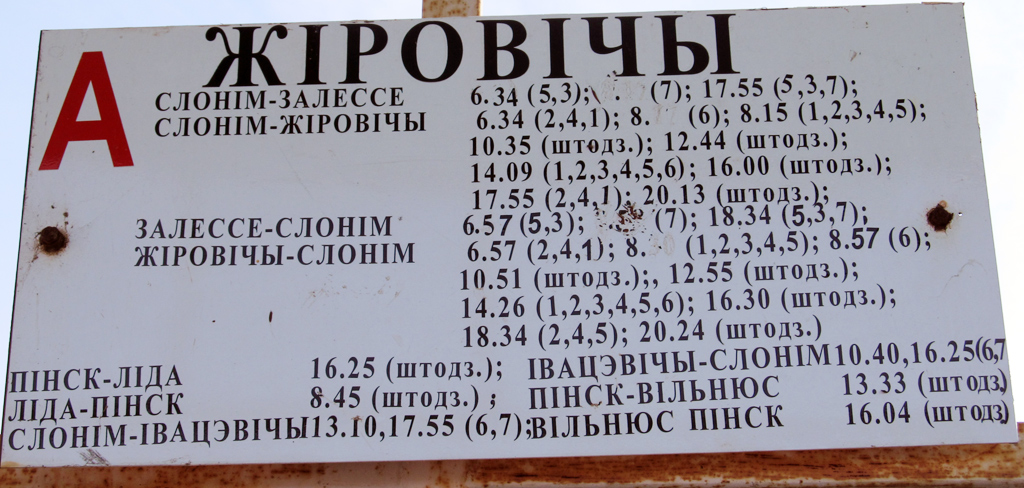 ЖІРОВІЧЫ
А
СЛОНІМ-ЗАЛЕССЕ 6.34 (5,3); (7); 17.55 (5,3,7);
СЛОНІМ-ЖІРОВІЧЫ 6.34 (2,4,1); (6); 8.15 (1,2,3,4,5);
10.35 (штодз.); 12.44 (штодз.);
14.09 (1,2,3,4,5,6); 16.00 (штодз.);
17.55 (2,4,1); 20.13 (штодз.);
ЗАЛЕССЕ-СЛОНІМ 6.57 (5,3); (7); 18.34 (5,3,7);
ЖІРОВІЧЫ-СЛОНІМ 6.57 (2,4,1); (1,2,3,4,5); 8.57 (6);
10.51 (штодз.);, 12.55 (штодз.);
14.26 (1,2,3,4,5,6); 16.30 (штодз.);
18.34 (2,4,5); 20.24 (штодз.)
ПІНСК-ЛІДА 16.25 (штодз.); ІВАЦЭВІЧЫ-СЛОНІМ 10.40,16.25(6,7
ЛІДА-ПІНСК 8.45 (штодз.) ; ПІНСК-ВІЛЬНЮС 13.33 (штодз.)
СЛОНІМ-ІВАЦЭВІЧЫ 13.10,17.55 (6,7); ВІЛЬНЮС ПІНСК 16.04 (штодз)